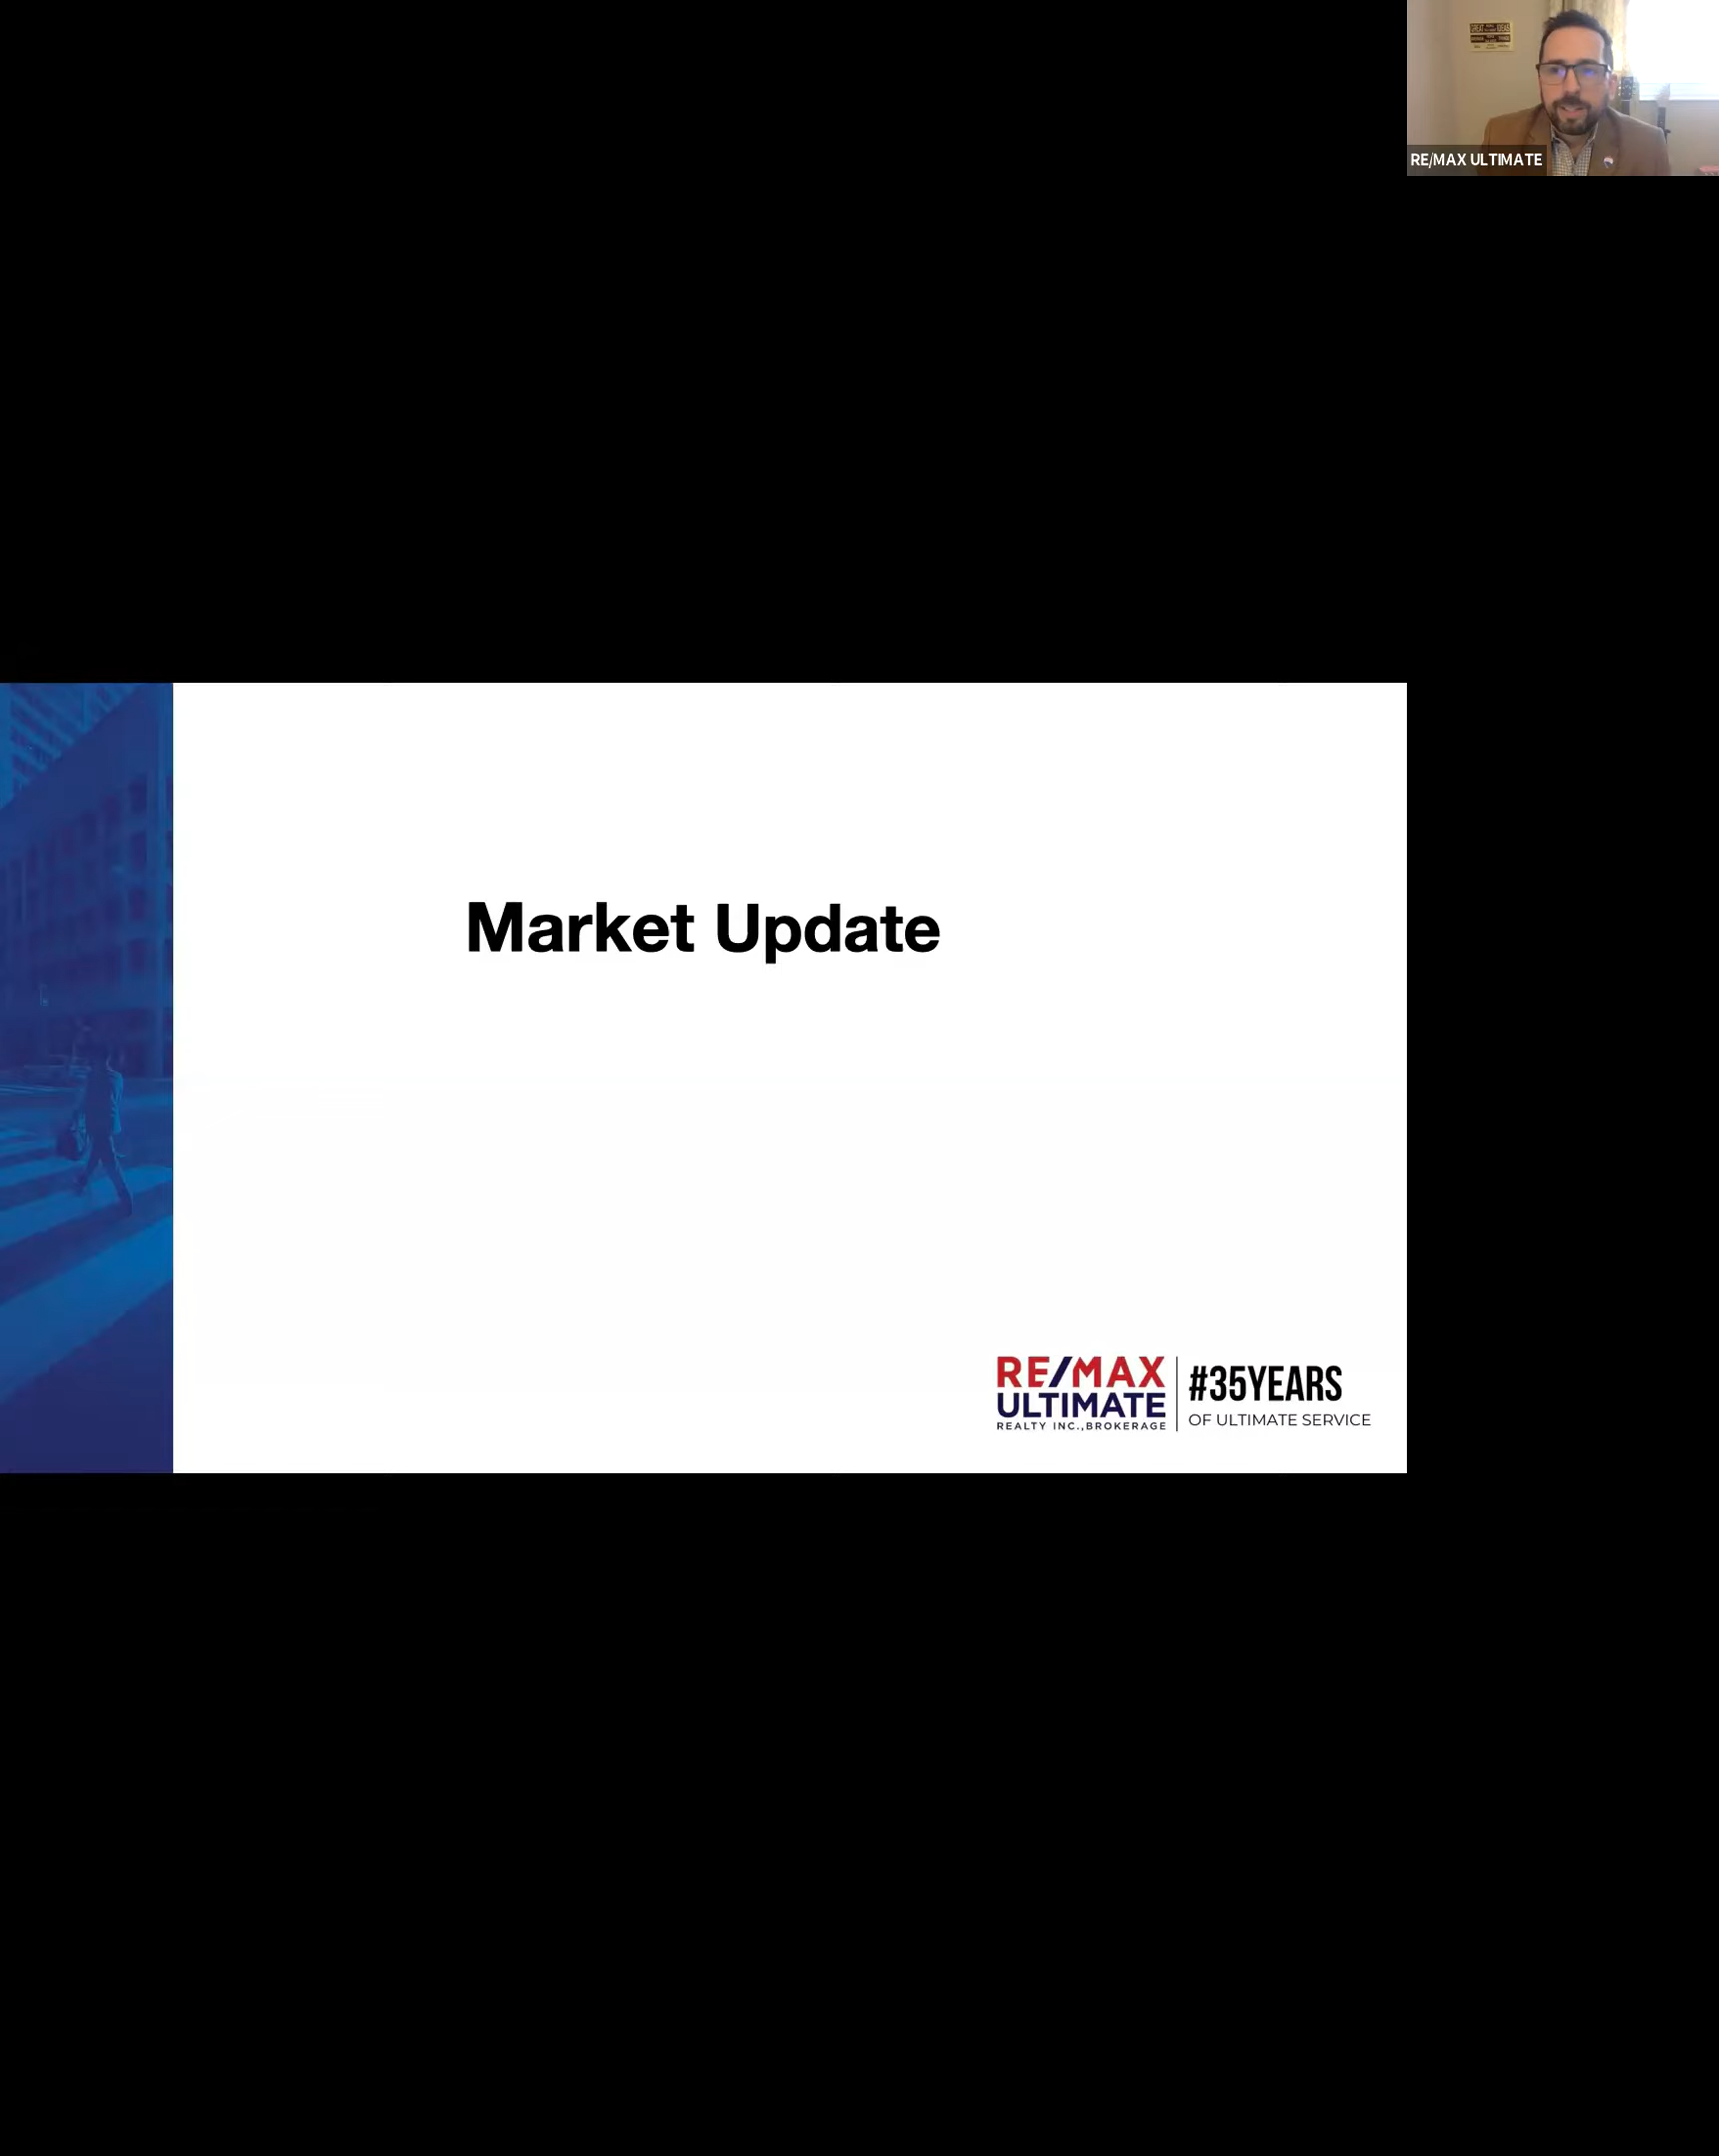 RE/MAX ULTIMATE
Market Update
RE/MAX
ULTIMATE
REALTY INC.,BROKERAGE
#35YEARS
OF ULTIMATE SERVICE